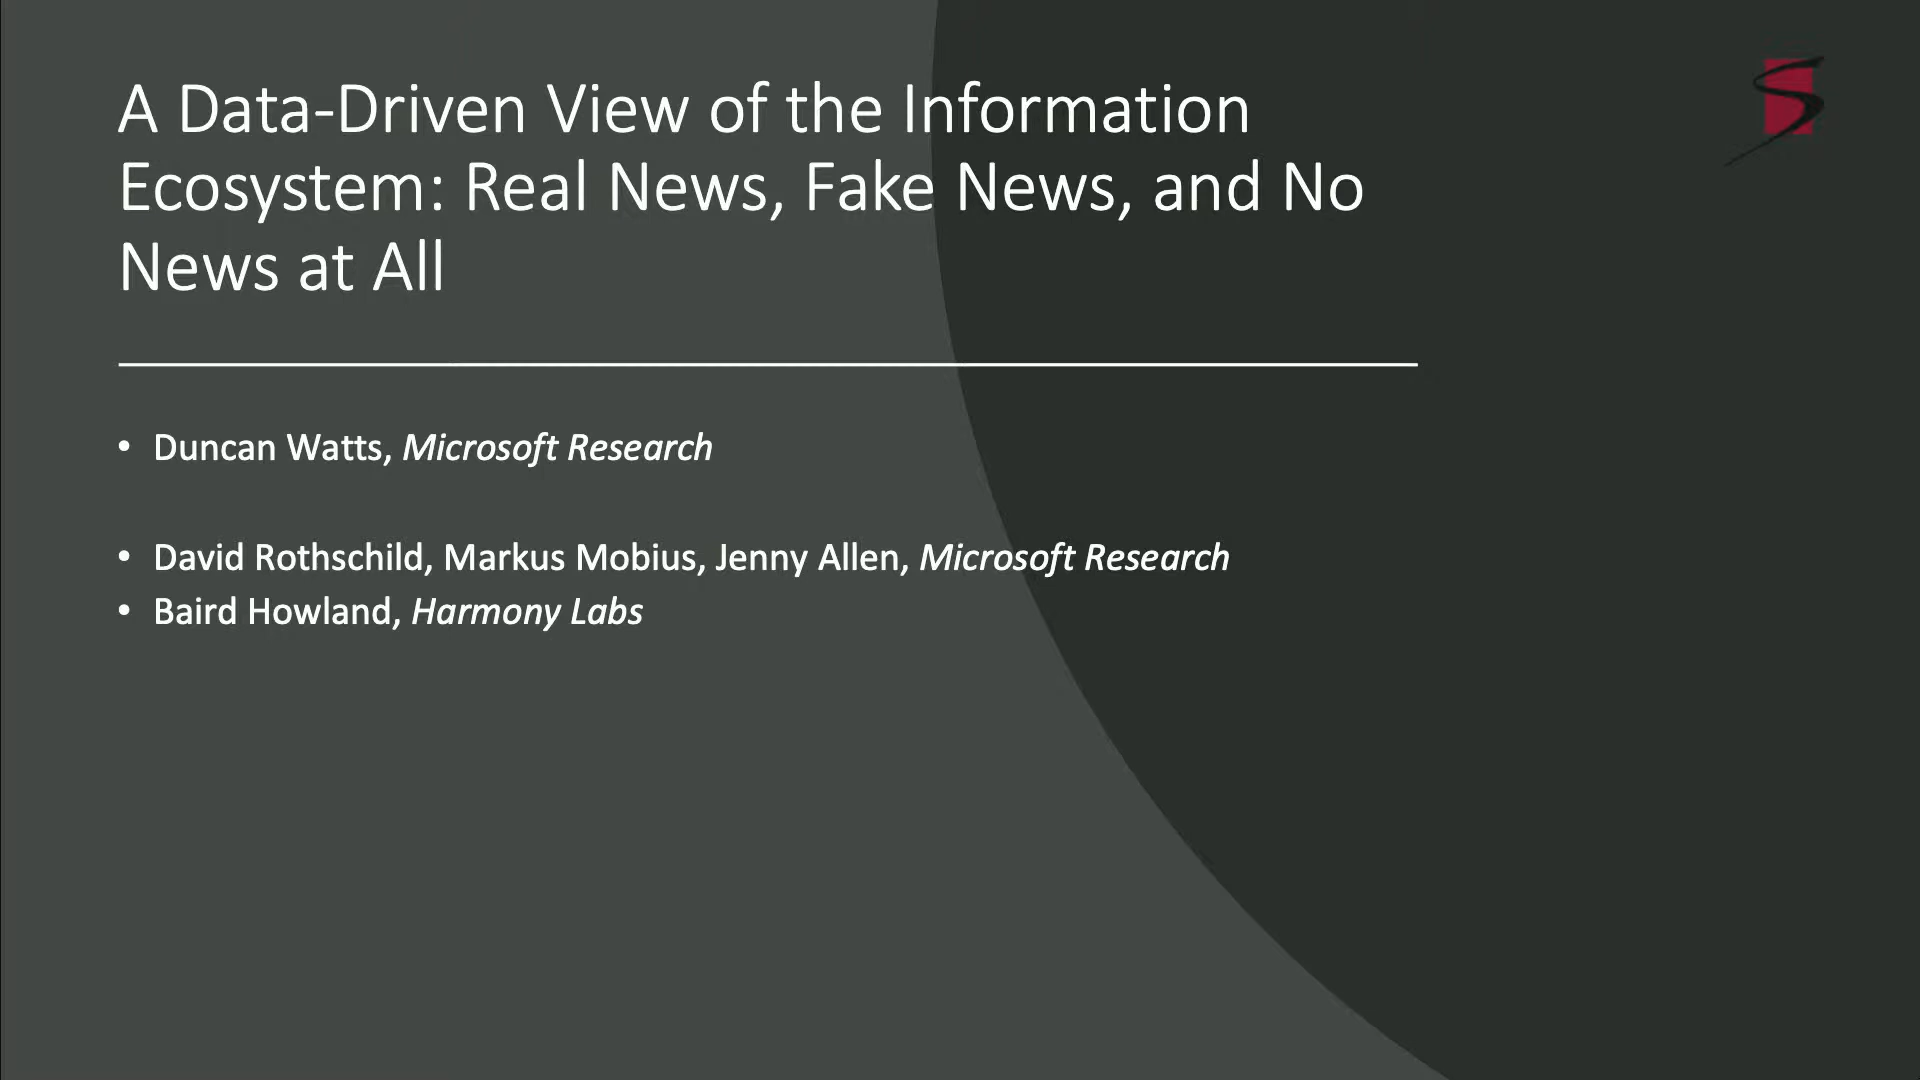 A Data-Driven View of the Information
Ecosystem: Real News, Fake News, and No
News at All
• Duncan Watts, Microsoft Research
• David Rothschild, Markus Mobius, Jenny Allen, Microsoft Research
• Baird Howland, Harmony Labs